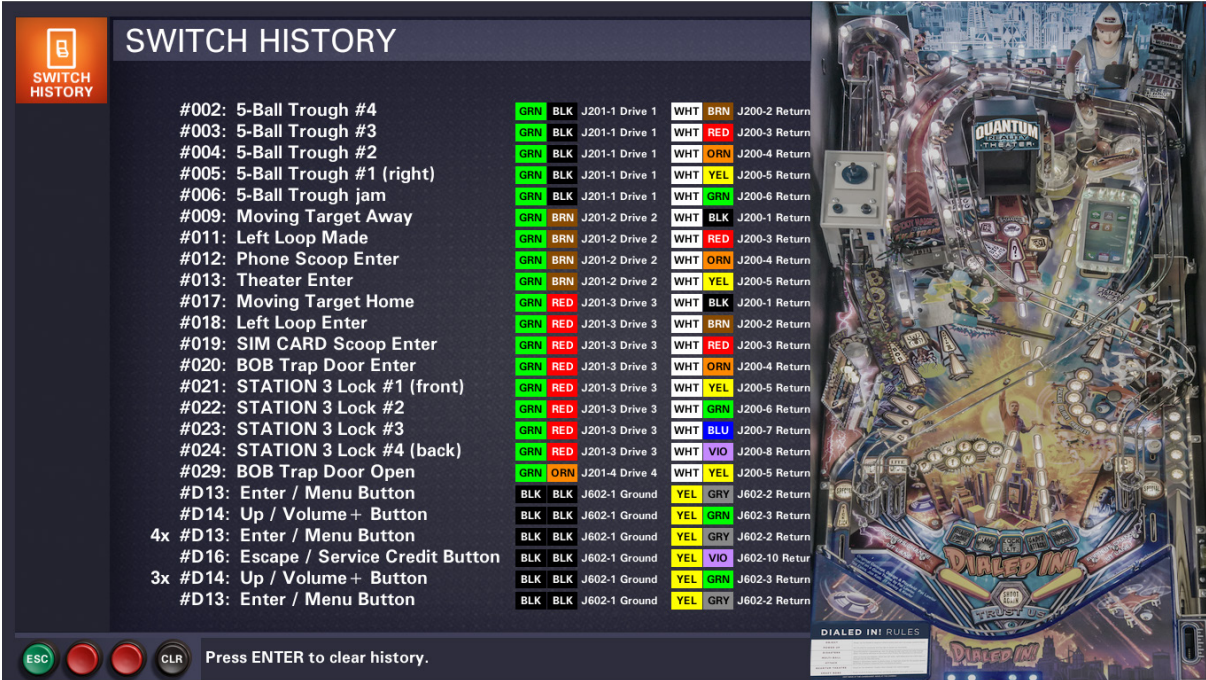 SWITCH HISTORY
SWITCH
HISTORY
#002: 5-Ball Trough #4 GRN BLK J201-1 Drive 1 WHT BRN J200-2 Return
#003: 5-Ball Trough #3 GRN BLK J201-1 Drive 1 WHT RED J200-3 Return
#004: 5-Ball Trough #2 GRN BLK J201-1 Drive 1 WHT ORN J200-4 Return
#005: 5-Ball Trough #1 (right) GRN BLK J201-1 Drive 1 WHT YEL J200-5 Return
#006: 5-Ball Trough jam GRN BLK J201-1 Drive 1 WHT GRN J200-6 Return
#009: Moving Target Away GRN BRN J201-2 Drive 2 WHT BLK J200-1 Return
#011: Left Loop Made GRN BRN J201-2 Drive 2 WHT RED J200-3 Return
#012: Phone Scoop Enter GRN BRN J201-2 Drive 2 WHT ORN J200-4 Return
#013: Theater Enter GRN BRN J201-2 Drive 2 WHT YEL J200-5 Return
#017: Moving Target Home GRN RED J201-3 Drive 3 WHT BLK J200-1 Return
#018: Left Loop Enter GRN RED J201-3 Drive 3 WHT BRN J200-2 Return
#019: SIM CARD Scoop Enter GRN RED J201-3 Drive 3 WHT RED J200-3 Return
#020: BOB Trap Door Enter GRN RED J201-3 Drive 3 WHT ORN J200-4 Return
#021: STATION 3 Lock #1 (front) GRN RED J201-3 Drive 3 WHT YEL J200-5 Return
#022: STATION 3 Lock #2 GRN RED J201-3 Drive 3 WHT GRN J200-6 Return
#023: STATION 3 Lock #3 GRN RED J201-3 Drive 3 WHT BLU J200-7 Return
#024: STATION 3 Lock #4 (back) GRN RED J201-3 Drive 3 WHT VIO J200-8 Return
#029: BOB Trap Door Open GRN ORN J201-4 Drive 4 WHT YEL J200-5 Return
#D13: Enter / Menu Button BLK BLK J602-1 Ground YEL GRY J602-2 Return
#D14: Up / Volume+ Button BLK BLK J602-1 Ground YEL GRN J602-3 Return
4x #D13: Enter / Menu Button BLK BLK J602-1 Ground YEL GRY J602-2 Return
#D16: Escape / Service Credit Button BLK BLK J602-1 Ground YEL VIO J602-10 Retur
3x #D14: Up / Volume+ Button BLK BLK J602-1 Ground YEL GRN J602-3 Return
#D13: Enter / Menu Button BLK BLK J602-1 Ground YEL GRY J602-2 Return
ESC CLR Press ENTER to clear history.
PARTS
QUANTUM
REALITY
THEATER
DIALED IN!
SHOOT
AGAIN
TRUST US
DIALED IN! RULES
DIALED IN!